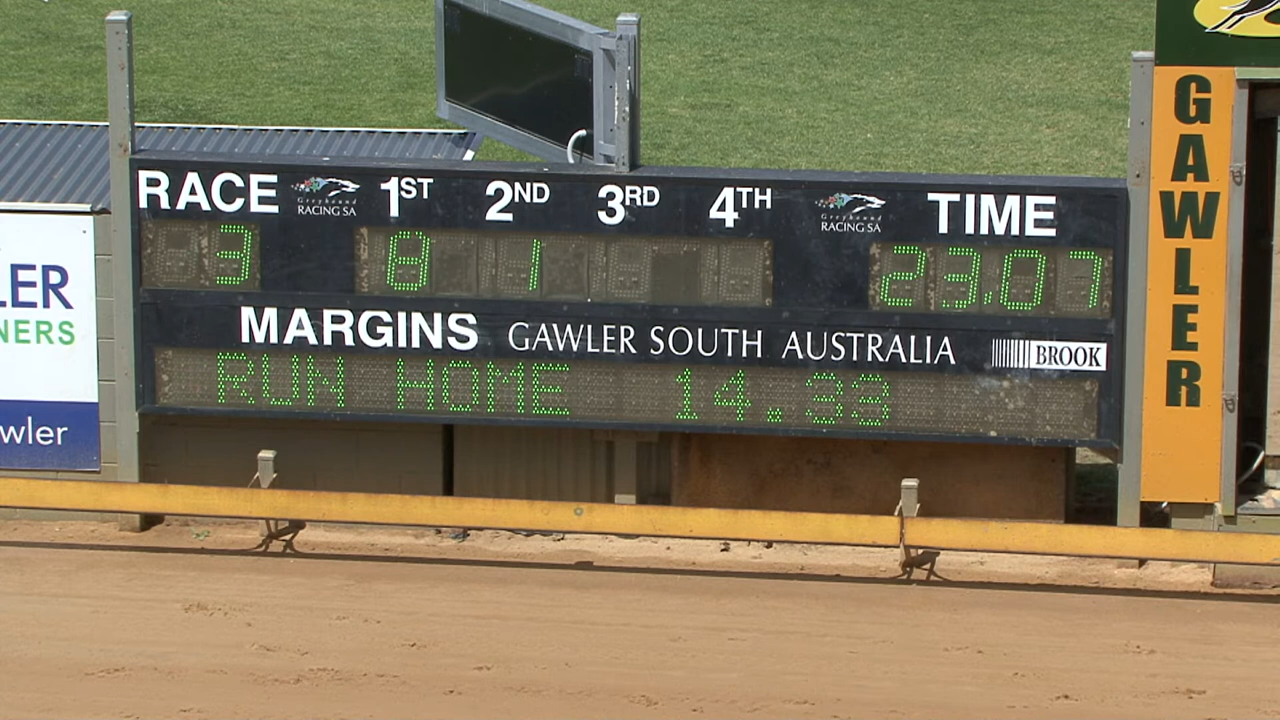 RACE
Greyhound
RACING SA
1ST 2ND 3RD 4TH
Greyhound
RACING SA
TIME
3 8 1 23.07
MARGINS GAWLER SOUTH AUSTRALIA BROOK
RUN HOME 14.33
GAWLER
LER
NERS
wler